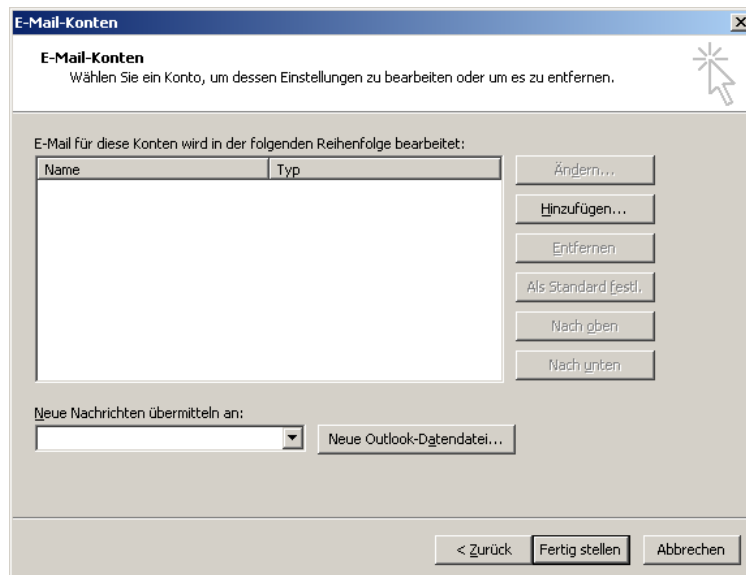 E-Mail-Konten
E-Mail-Konten
Wählen Sie ein Konto, um dessen Einstellungen zu bearbeiten oder um es zu entfernen.
E-Mail für diese Konten wird in der folgenden Reihenfolge bearbeitet:
Name Typ
Ändern...
Hinzufügen...
Entfernen
Als Standard festl.
Nach oben
Nach unten
Neue Nachrichten übermitteln an:
Neue Outlook-Datendatei...
< Zurück Fertig stellen Abbrechen